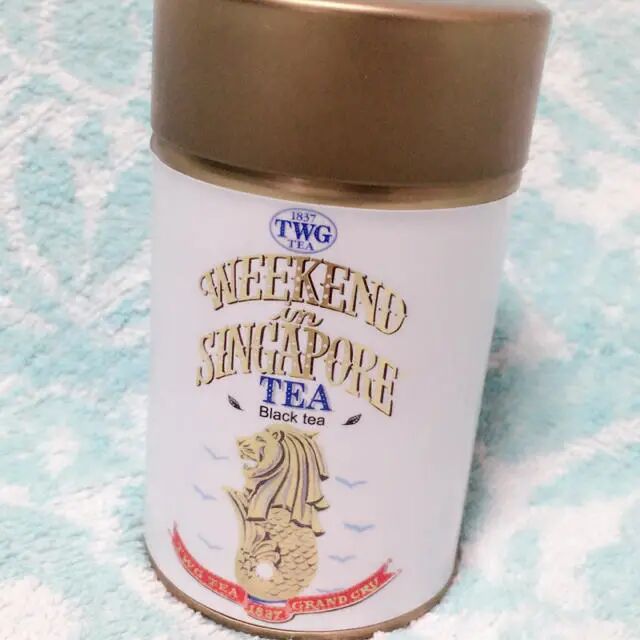 1837
TWG
TEA
WEEKEND
in
SINGAPORE
TEA
Black tea
TWG TEA 1837 GRAND CRU